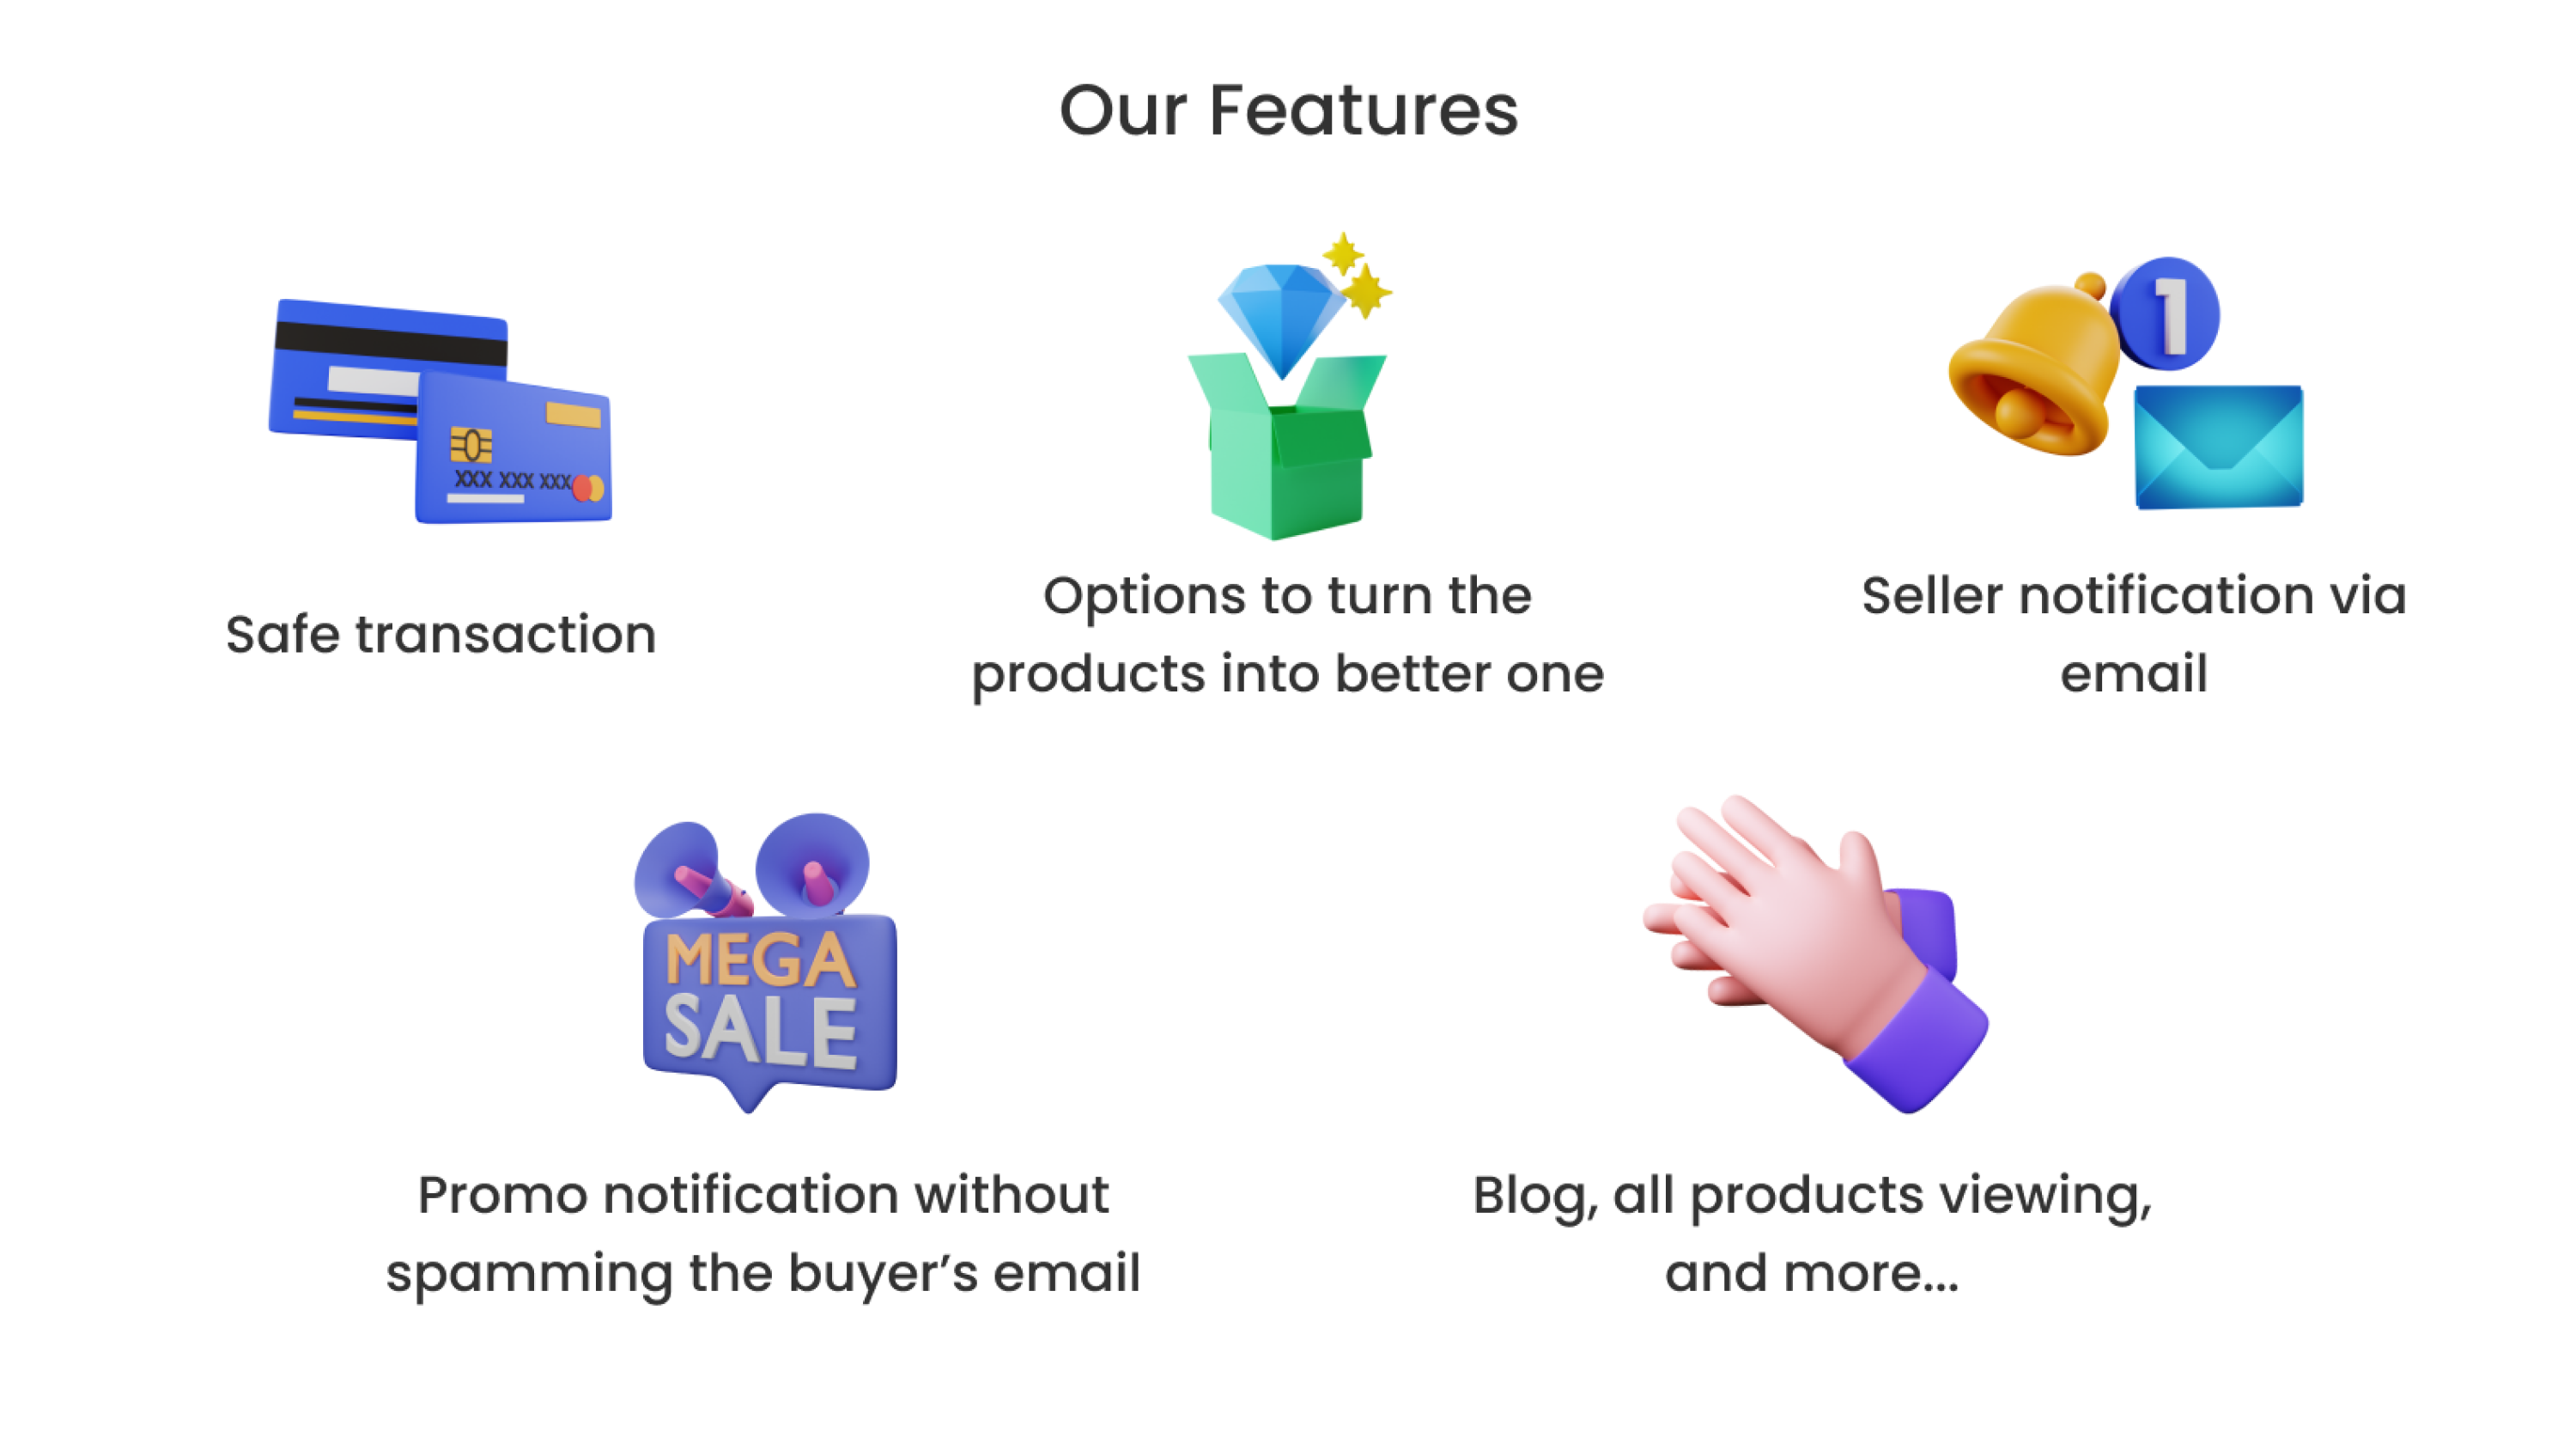 Our Features
1
XXX XXX XXX
Safe transaction
Options to turn the
products into better one
Seller notification via
email
MEGA
SALE
Promo notification without
spamming the buyer’s email
Blog, all products viewing,
and more...